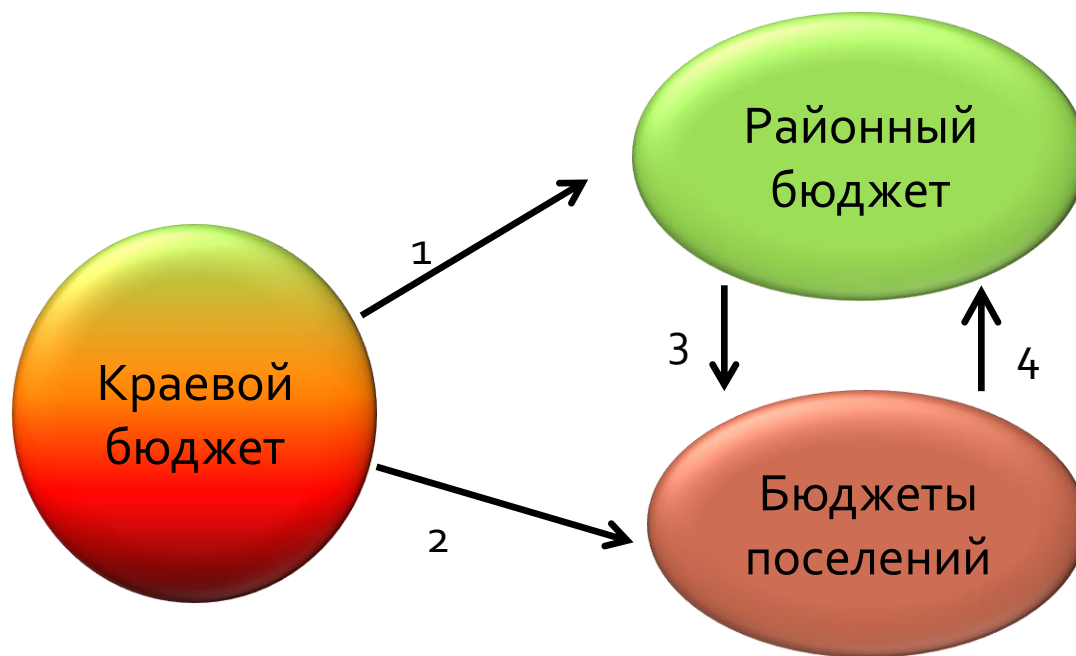 Районный
бюджет
1
3
4
Краевой
бюджет
2
Бюджеты
поселений